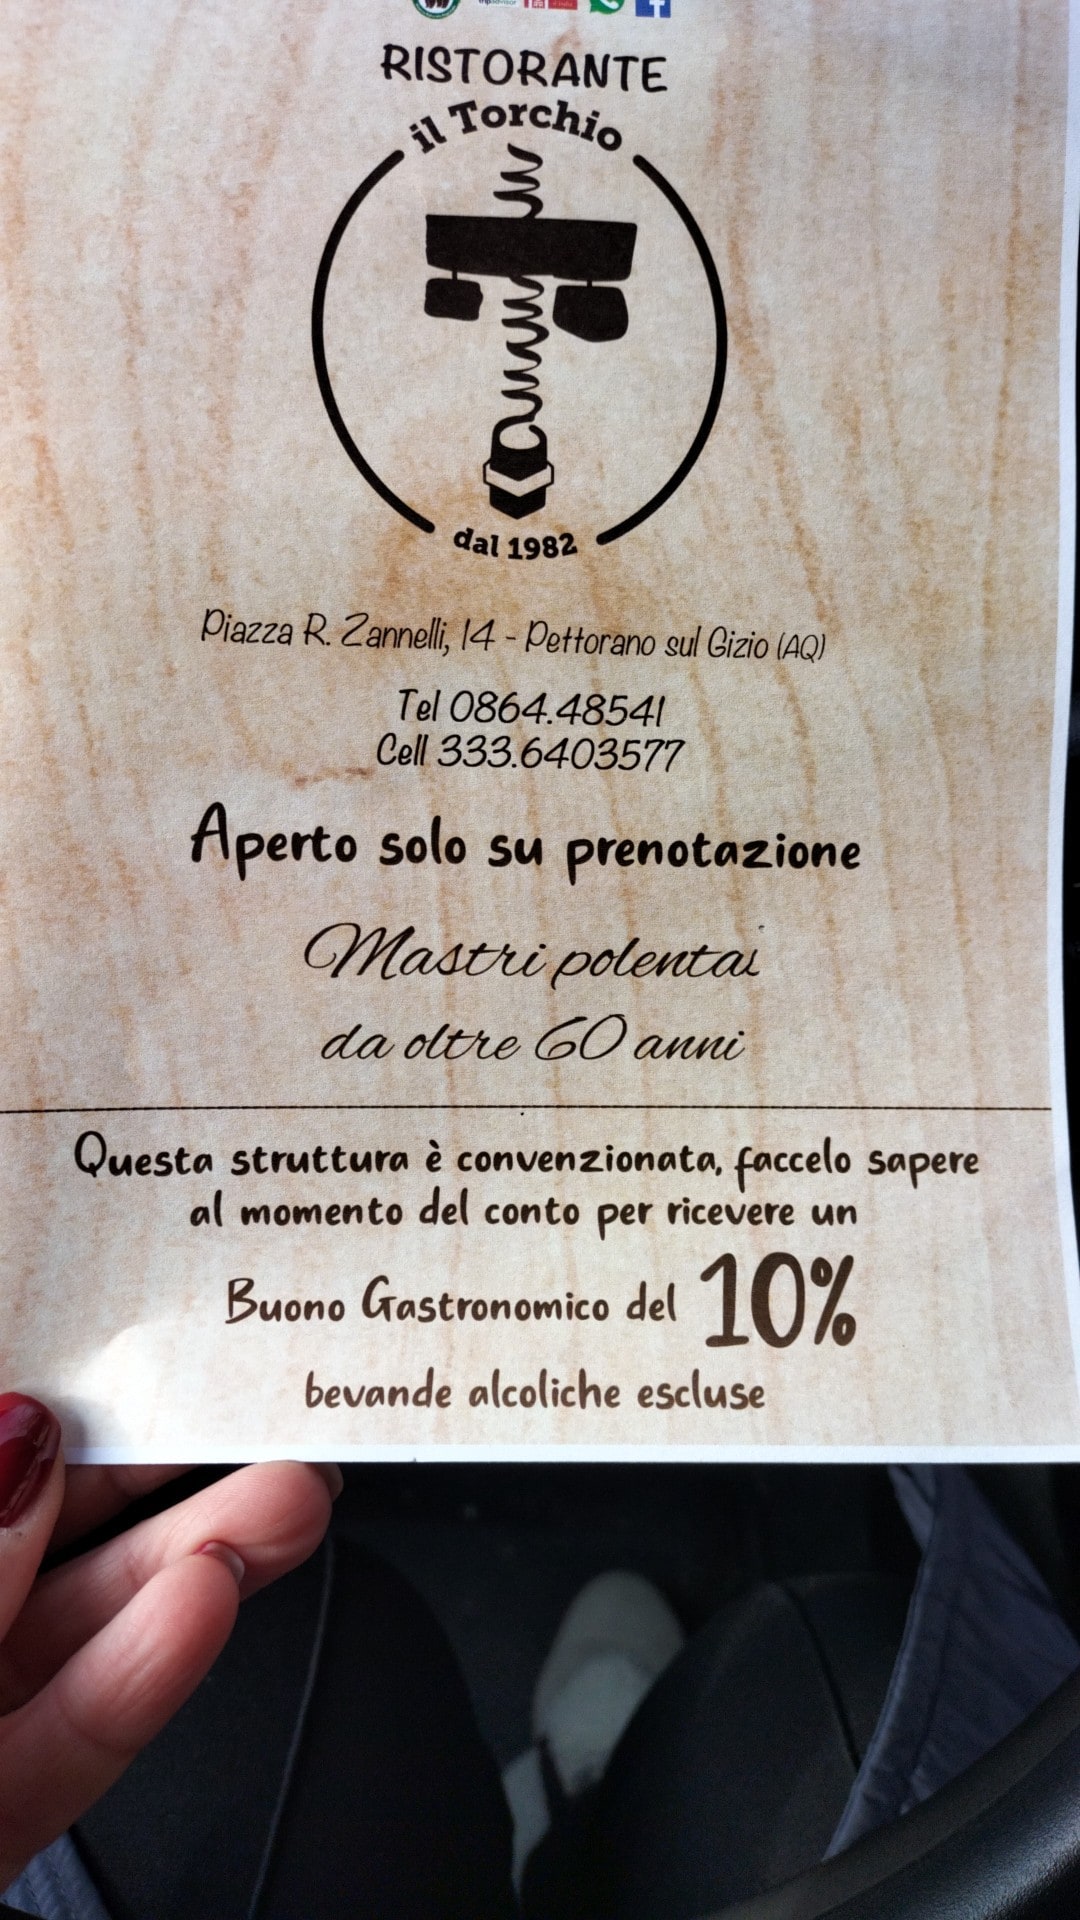 RISTORANTE
il Torchio
dal 1982
Piazza R. Zannelli, 14 - Pettorano sul Gizio (AQ)
Tel 0864.48541
Cell 333.6403577
Aperto solo su prenotazione
Mastri polentai
da oltre 60 anni
Questa struttura è convenzionata, faccelo sapere
al momento del conto per ricevere un
Buono Gastronomico del 10%
bevande alcoliche escluse